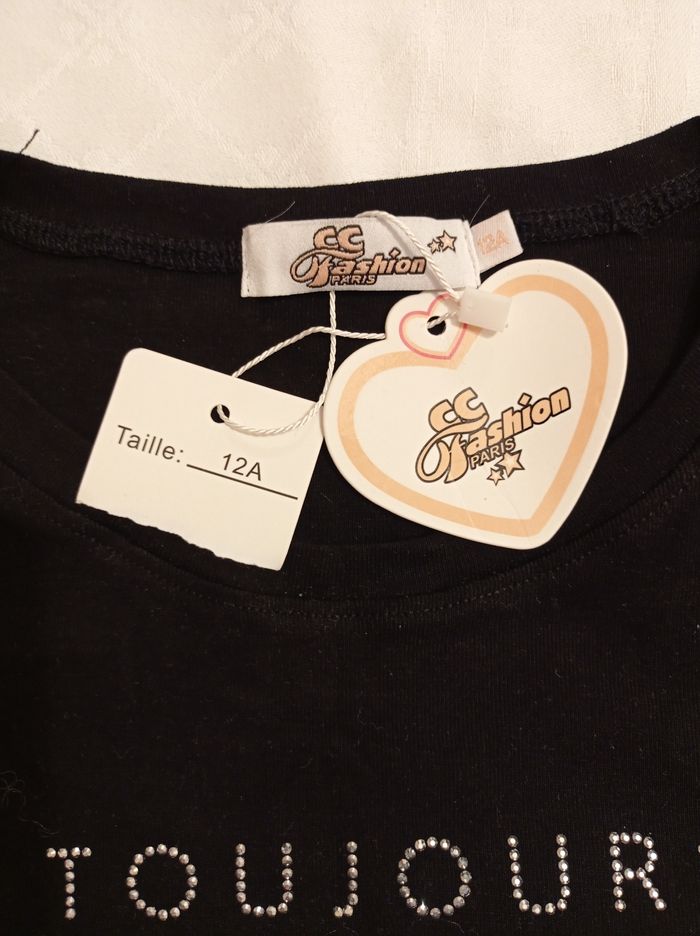 CC
Fashion
PARIS
12A
Taille: 12A
CC
Fashion
PARIS
TOUJOUR